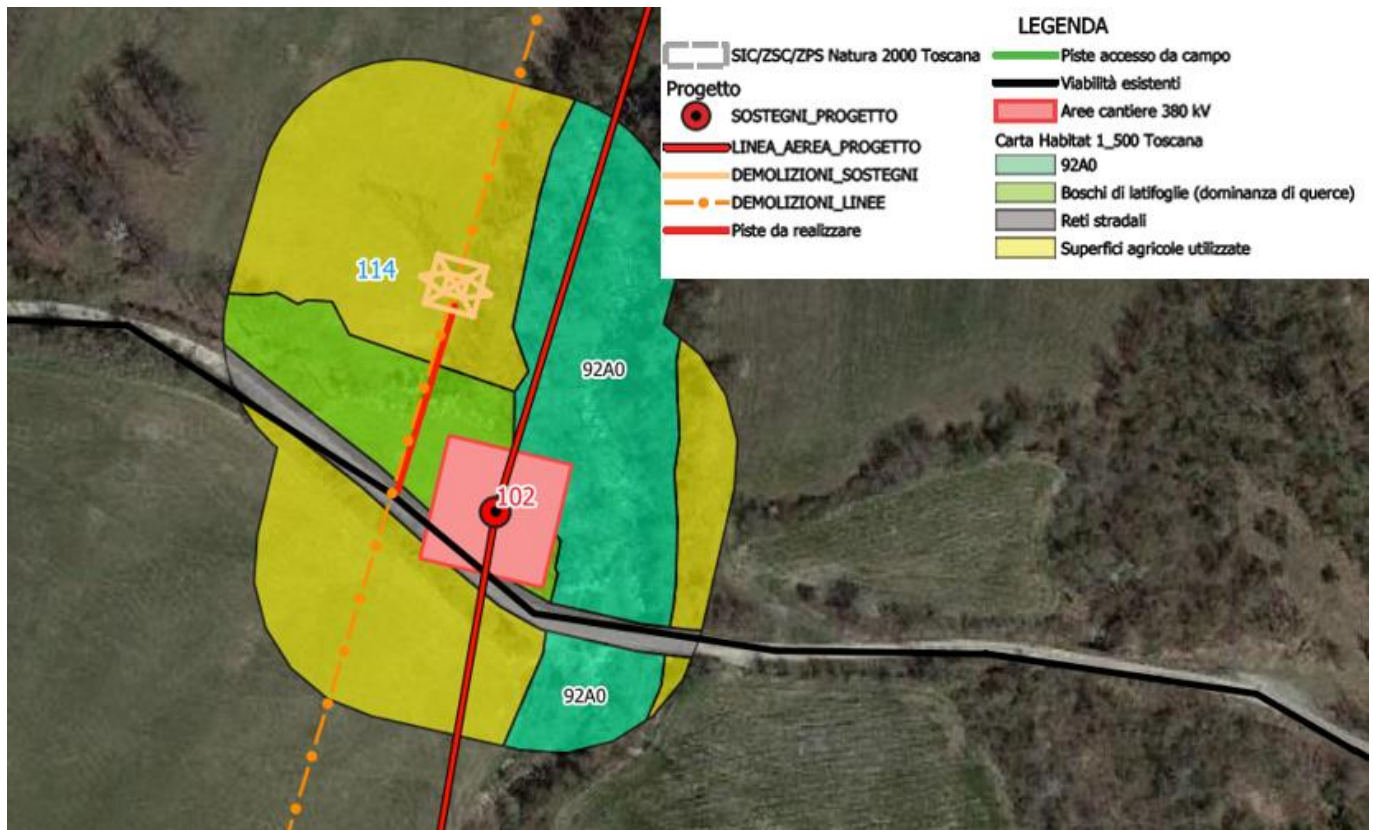 LEGENDA
SIC/ZSC/ZPS Natura 2000 Toscana
Progetto
SOSTEGNI_PROGETTO
LINEA_AEREA_PROGETTO
DEMOLIZIONI_SOSTEGNI
DEMOLIZIONI_LINEE
Piste da realizzare
Piste accesso da campo
Viabilità esistenti
Aree cantiere 380 kV
Carta Habitat 1_500 Toscana
92A0
Boschi di latifoglie (dominanza di querce)
Reti stradali
Superfici agricole utilizzate
114
92A0
102
92A0